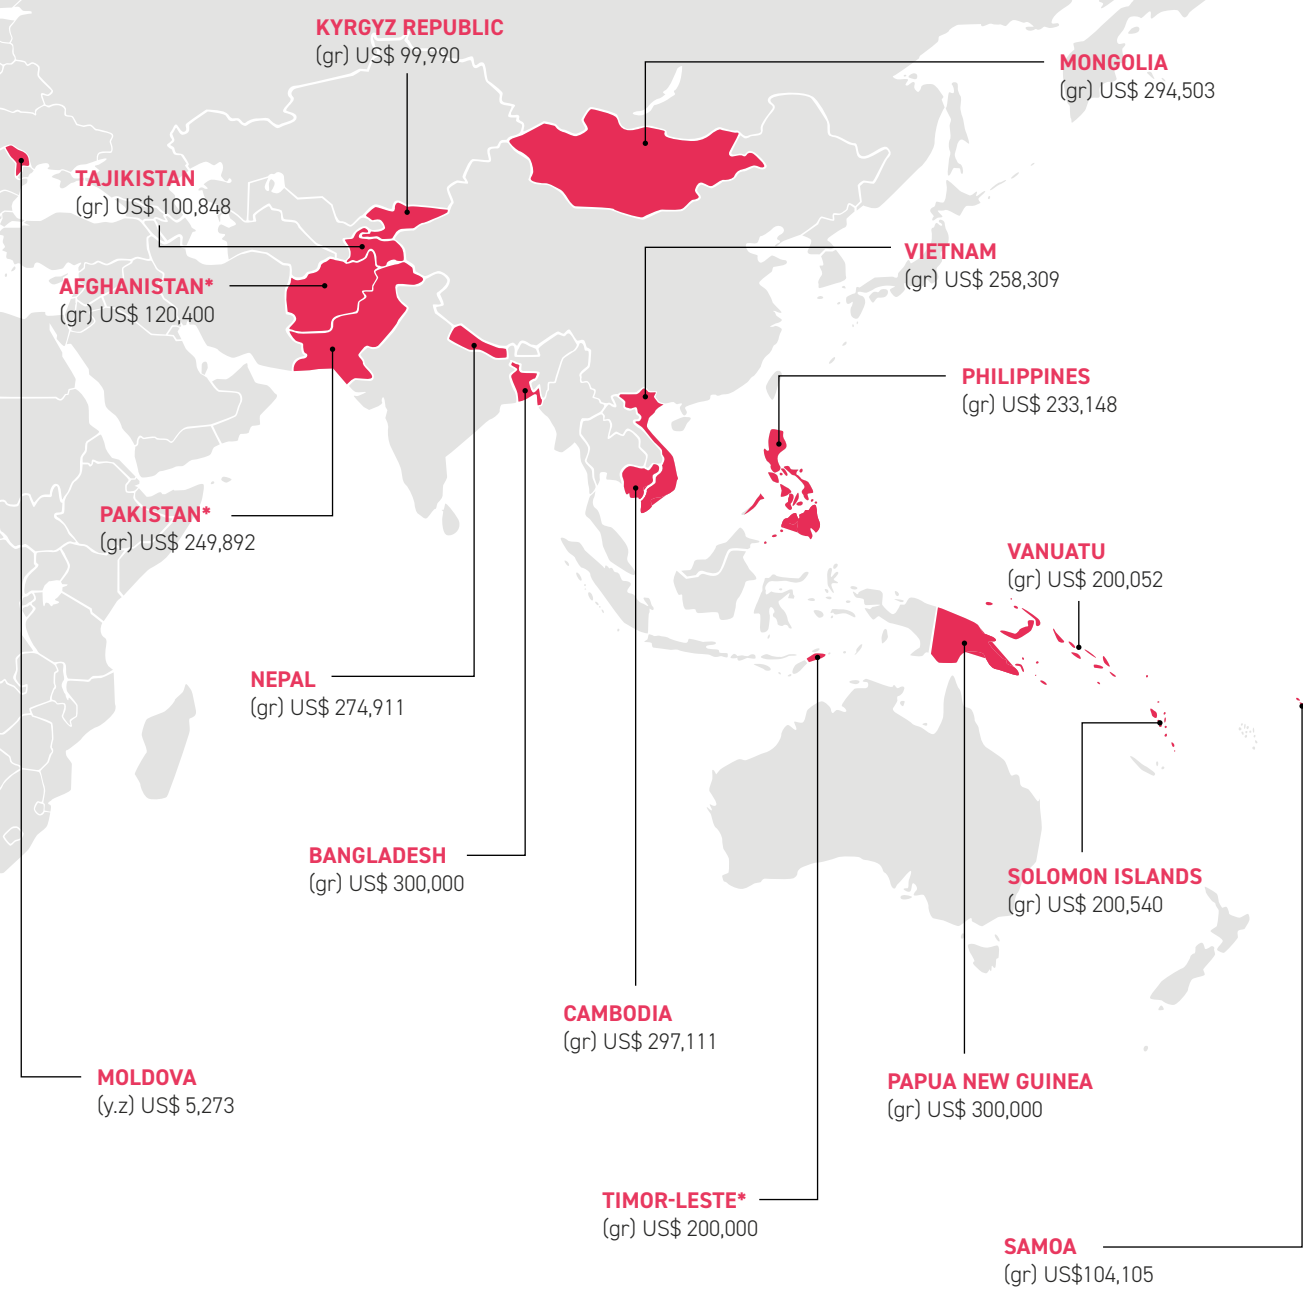 KYRGYZ REPUBLIC
(gr) US$ 99,990
MONGOLIA
(gr) US$ 294,503
TAJIKISTAN
(gr) US$ 100,848
VIETNAM
(gr) US$ 258,309
AFGHANISTAN*
(gr) US$ 120,400
PHILIPPINES
(gr) US$ 233,148
PAKISTAN*
(gr) US$ 249,892
VANUATU
(gr) US$ 200,052
NEPAL
(gr) US$ 274,911
BANGLADESH
(gr) US$ 300,000
SOLOMON ISLANDS
(gr) US$ 200,540
CAMBODIA
(gr) US$ 297,111
MOLDOVA
(y.z) US$ 5,273
PAPUA NEW GUINEA
(gr) US$ 300,000
TIMOR-LESTE*
(gr) US$ 200,000
SAMOA
(gr) US$104,105